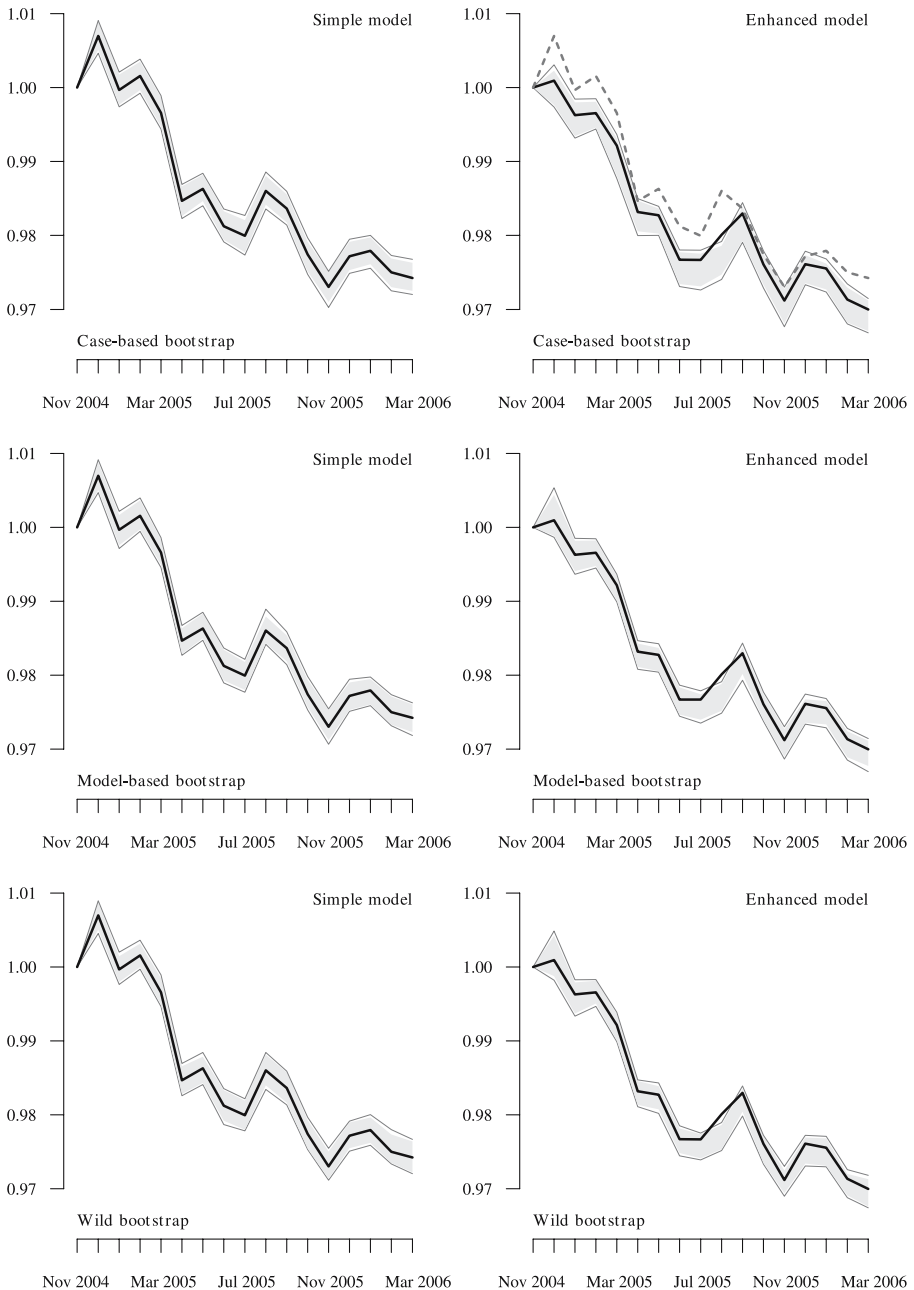 1.01
Simple model
1.00
0.99
0.98
0.97
Case-based bootstrap
Nov 2004 Mar 2005 Jul 2005 Nov 2005 Mar 2006
1.01
Enhanced model
1.00
0.99
0.98
0.97
Case-based bootstrap
Nov 2004 Mar 2005 Jul 2005 Nov 2005 Mar 2006
1.01
Simple model
1.00
0.99
0.98
0.97
Model-based bootstrap
Nov 2004 Mar 2005 Jul 2005 Nov 2005 Mar 2006
1.01
Enhanced model
1.00
0.99
0.98
0.97
Model-based bootstrap
Nov 2004 Mar 2005 Jul 2005 Nov 2005 Mar 2006
1.01
Simple model
1.00
0.99
0.98
0.97
Wild bootstrap
Nov 2004 Mar 2005 Jul 2005 Nov 2005 Mar 2006
1.01
Enhanced model
1.00
0.99
0.98
0.97
Wild bootstrap
Nov 2004 Mar 2005 Jul 2005 Nov 2005 Mar 2006